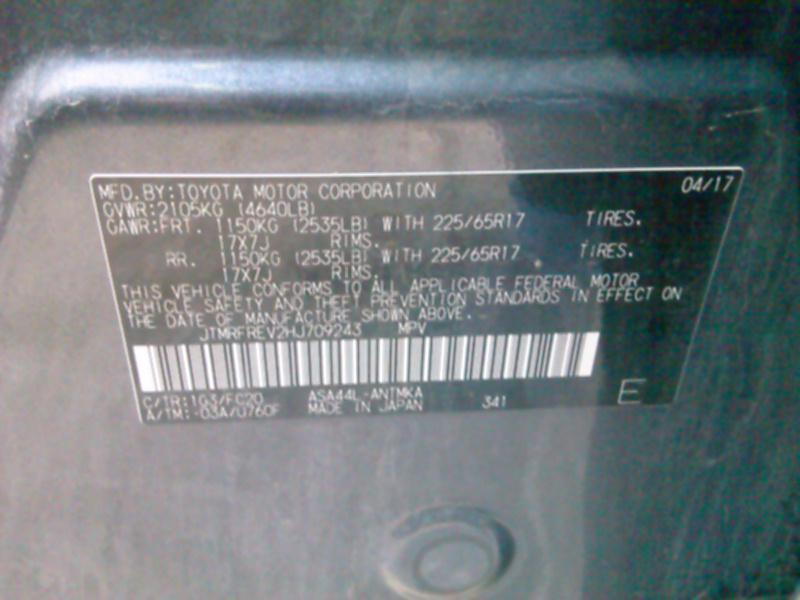 MFD.BY:TOYOTA MOTOR CORPORATION 04/17
GVWR:2105KG (4640LB)
GAWR:FRT. 1150KG (2535LB) WITH 225/65R17 TIRES.
17X7J RIMS.
RR. 1150KG (2535LB) WITH 225/65R17 TIRES.
17X7J RIMS.
THIS VEHICLE CONFORMS TO ALL APPLICABLE FEDERAL MOTOR
VEHICLE SAFETY AND THEFT PREVENTION STANDARDS IN EFFECT ON
THE DATE OF MANUFACTURE SHOWN ABOVE.
JTMRFREV2HJ709243 MPV
C/TR:1G3/FC20 ASA44L-ANTMKA
A/TM:-03A/U760F MADE IN JAPAN 341 E